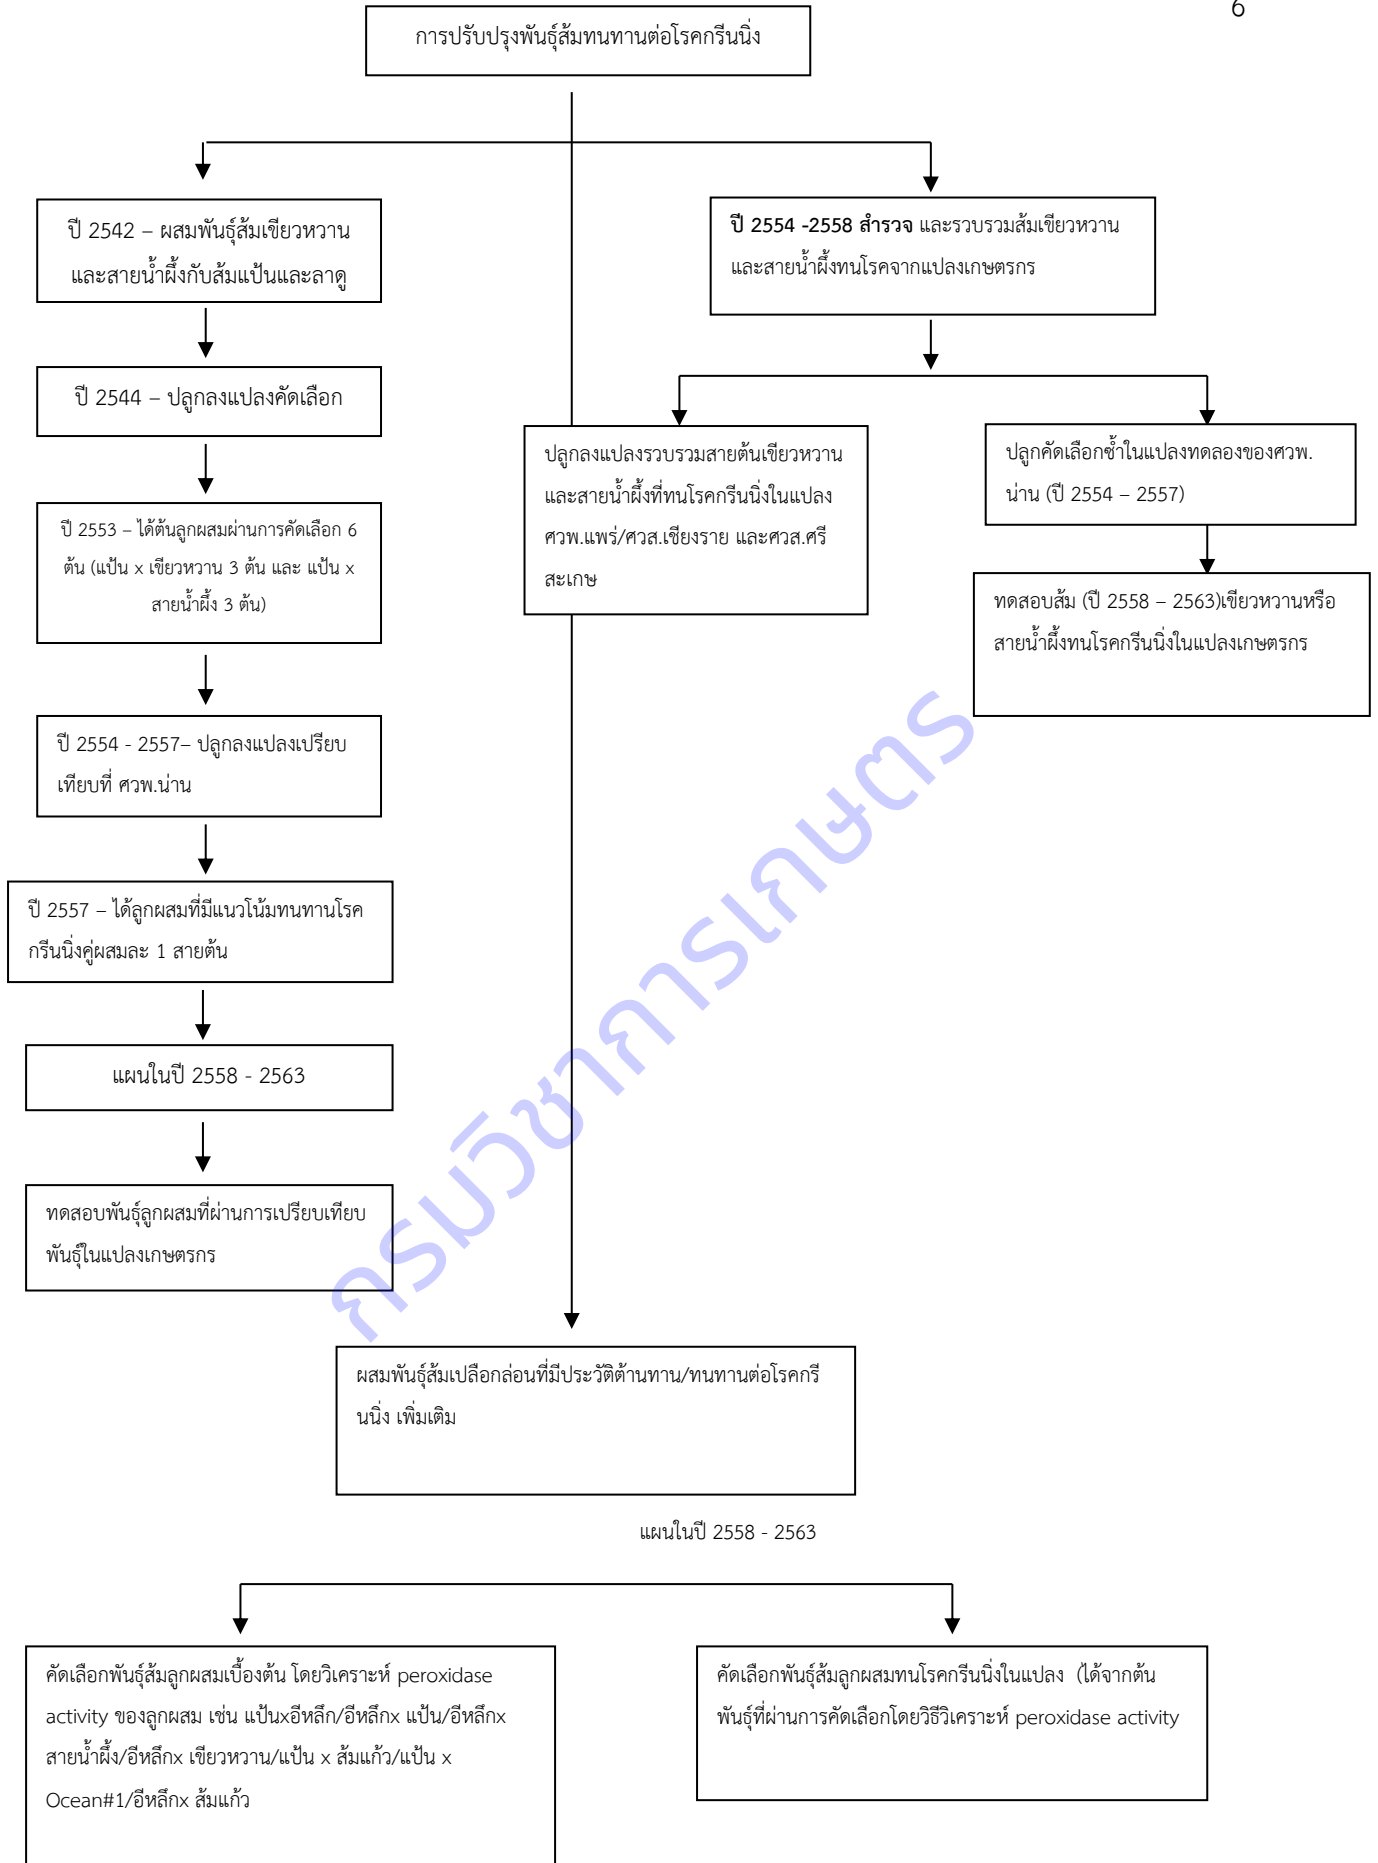 6
การปรับปรุงพันธุ์ส้มทนทานต่อโรคกรีนนิ่ง
ปี 2542 – ผสมพันธุ์ส้มเขียวหวาน
และสายน้ำผึ้งกับส้มแป้นและลาดู
ปี 2554 -2558 สำรวจ และรวบรวมส้มเขียวหวาน
และสายน้ำผึ้งทนโรคจากแปลงเกษตรกร
ปี 2544 – ปลูกลงแปลงคัดเลือก
ปลูกลงแปลงรวบรวมสายต้นเขียวหวาน
และสายน้ำผึ้งที่ทนโรคกรีนนิ่งในแปลง
ศวพ.แพร่/ศวส.เชียงราย และศวส.ศรี
สะเกษ
ปลูกคัดเลือกซ้ำในแปลงทดลองของศวพ.
น่าน (ปี 2554 – 2557)
ปี 2553 – ได้ต้นลูกผสมผ่านการคัดเลือก 6
ต้น (แป้น x เขียวหวาน 3 ต้น และ แป้น x
สายน้ำผึ้ง 3 ต้น)
ทดสอบส้ม (ปี 2558 – 2563)เขียวหวานหรือ
สายน้ำผึ้งทนโรคกรีนนิ่งในแปลงเกษตรกร
ปี 2554 - 2557– ปลูกลงแปลงเปรียบ
เทียบที่ ศวพ.น่าน
ปี 2557 – ได้ลูกผสมที่มีแนวโน้มทนทานโรค
กรีนนิ่งคู่ผสมละ 1 สายต้น
แผนในปี 2558 - 2563
ทดสอบพันธุ์ลูกผสมที่ผ่านการเปรียบเทียบ
พันธุ์ในแปลงเกษตรกร
กรมวิชาการเกษตร
ผสมพันธุ์ส้มเปลือกล่อนที่มีประวัติต้านทาน/ทนทานต่อโรคกรี
นนิ่ง เพิ่มเติม
แผนในปี 2558 - 2563
คัดเลือกพันธุ์ส้มลูกผสมเบื้องต้น โดยวิเคราะห์ peroxidase
activity ของลูกผสม เช่น แป้นxอีหลึก/อีหลึกx แป้น/อีหลึกx
สายน้ำผึ้ง/อีหลึกx เขียวหวาน/แป้น x ส้มแก้ว/แป้น x
Ocean#1/อีหลึกx ส้มแก้ว
คัดเลือกพันธุ์ส้มลูกผสมทนโรคกรีนนิ่งในแปลง (ได้จากต้น
พันธุ์ที่ผ่านการคัดเลือกโดยวิธีวิเคราะห์ peroxidase activity